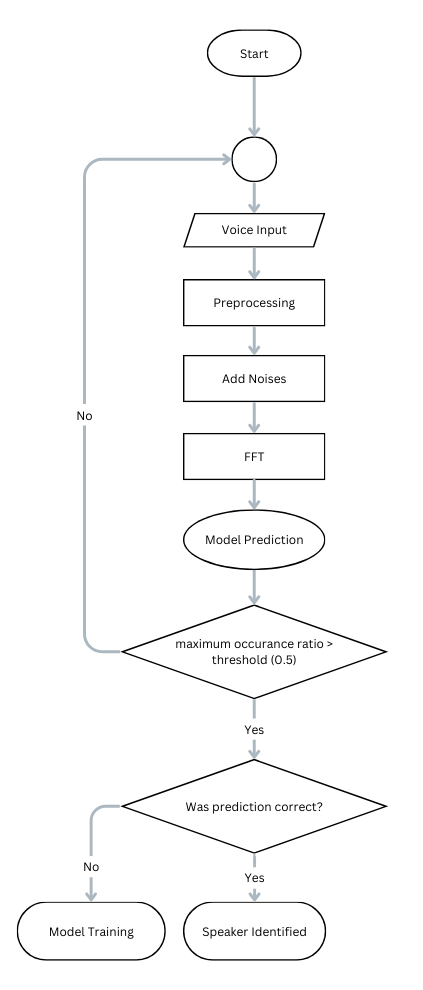 Start
Voice Input
Preprocessing
Add Noises
No
FFT
Model Prediction
maximum occurance ratio >
threshold (0.5)
Yes
Was prediction correct?
No
Yes
Model Training
Speaker Identified